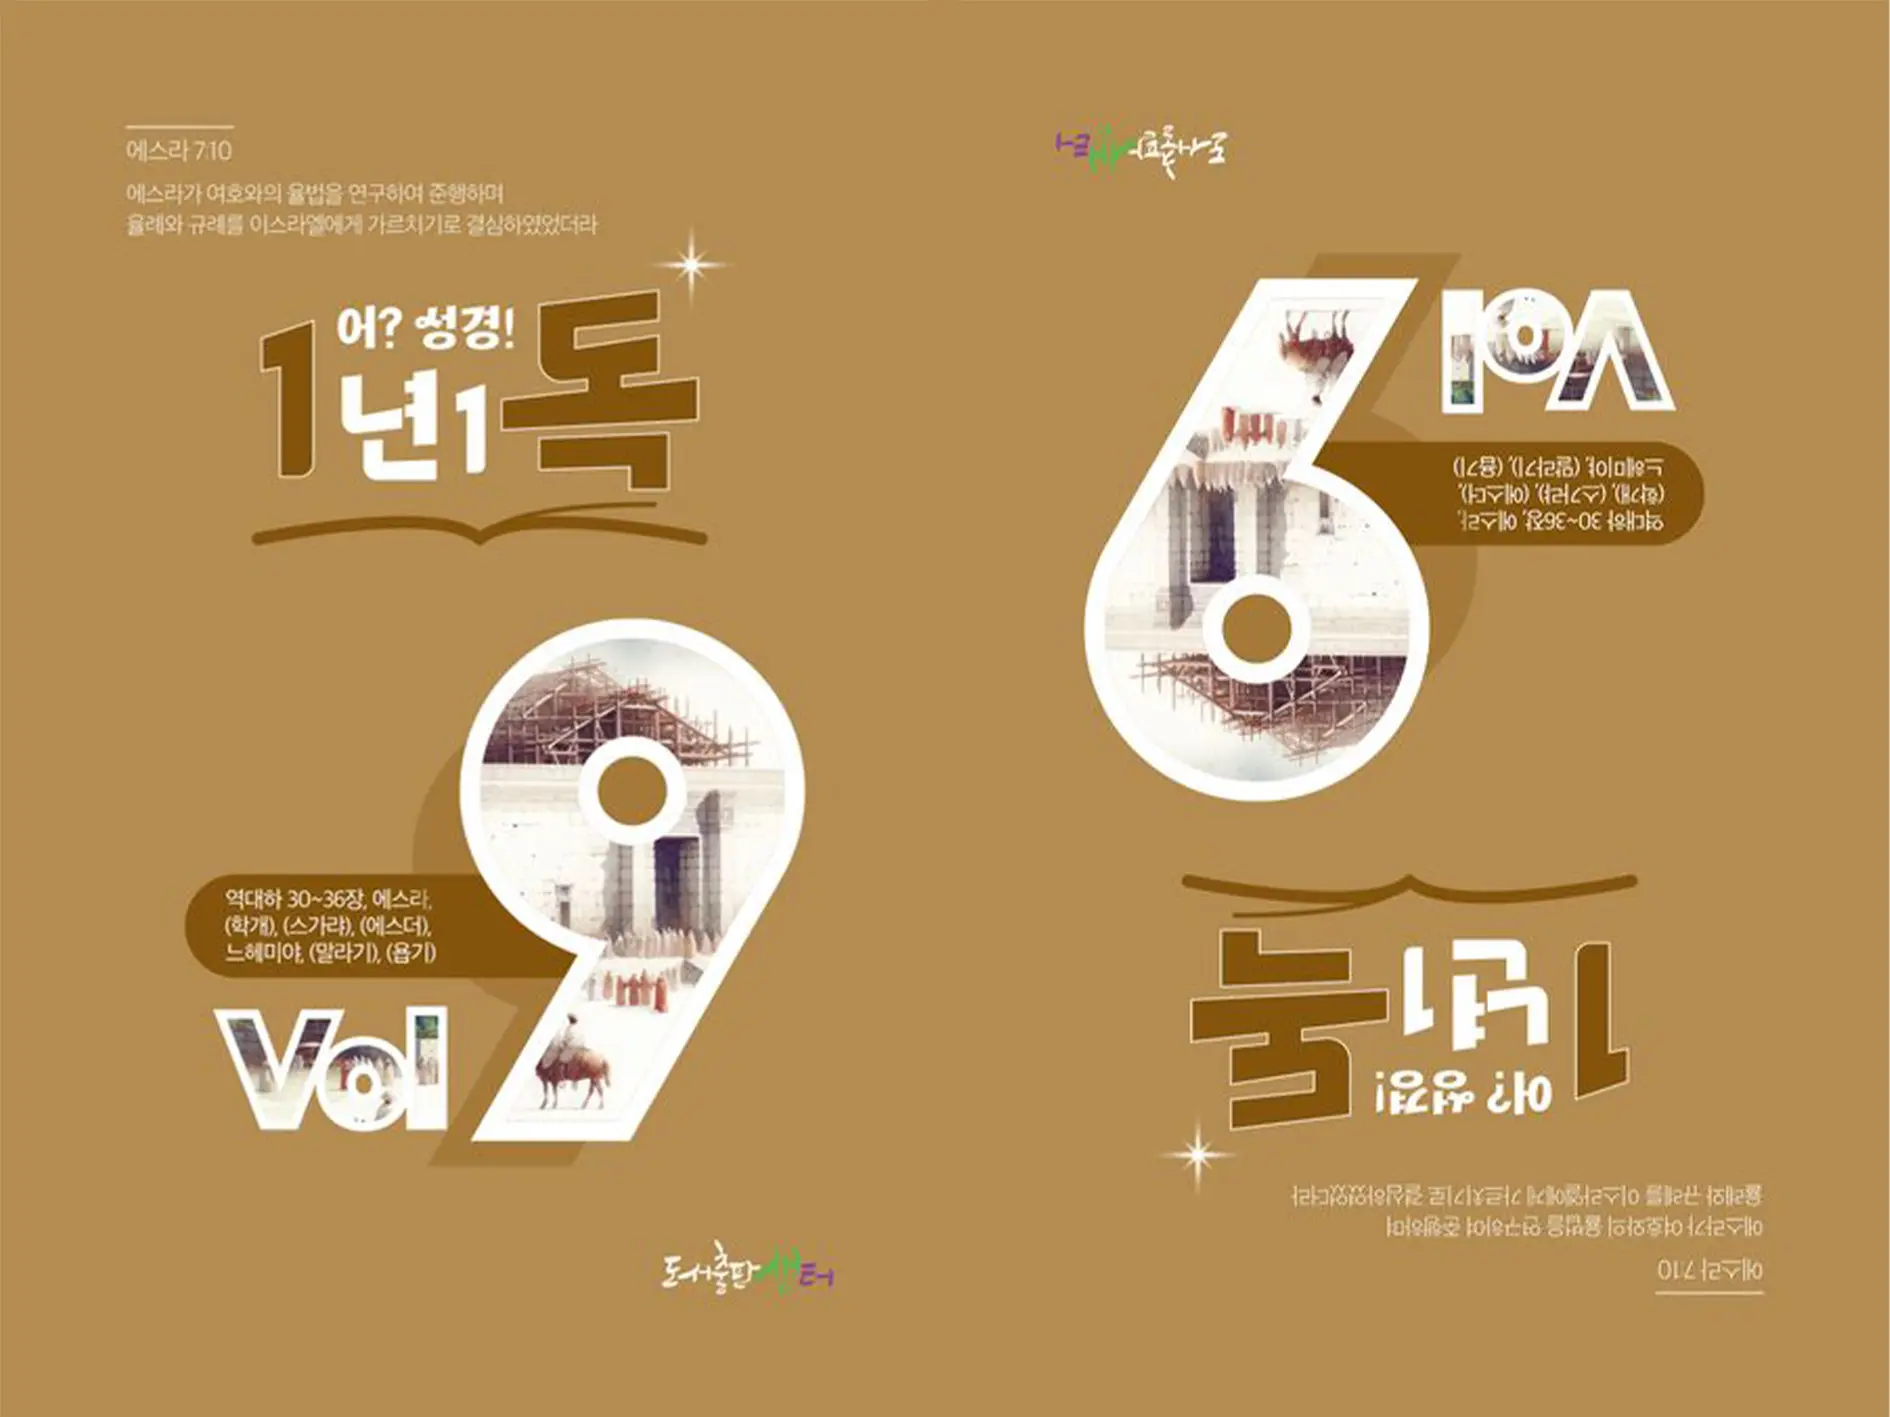 에스라 7:10
에스라가 여호와의 율법을 연구하여 준행하며
율례와 규례를 이스라엘에게 가르치기로 결심하였었더라
어? 성경!
1년1독
역대하 30~36장, 에스라,
(학개), (스가랴), (에스더),
느헤미야, (말라기), (욥기)
Vol 9
도서출판샌터
에스라 7:10
에스라가 여호와의 율법을 연구하여 준행하며
율례와 규례를 이스라엘에게 가르치기로 결심하였었더라
어? 성경!
1년1독
역대하 30~36장, 에스라,
(학개), (스가랴), (에스더),
느헤미야, (말라기), (욥기)
Vol 9
도서출판샌터